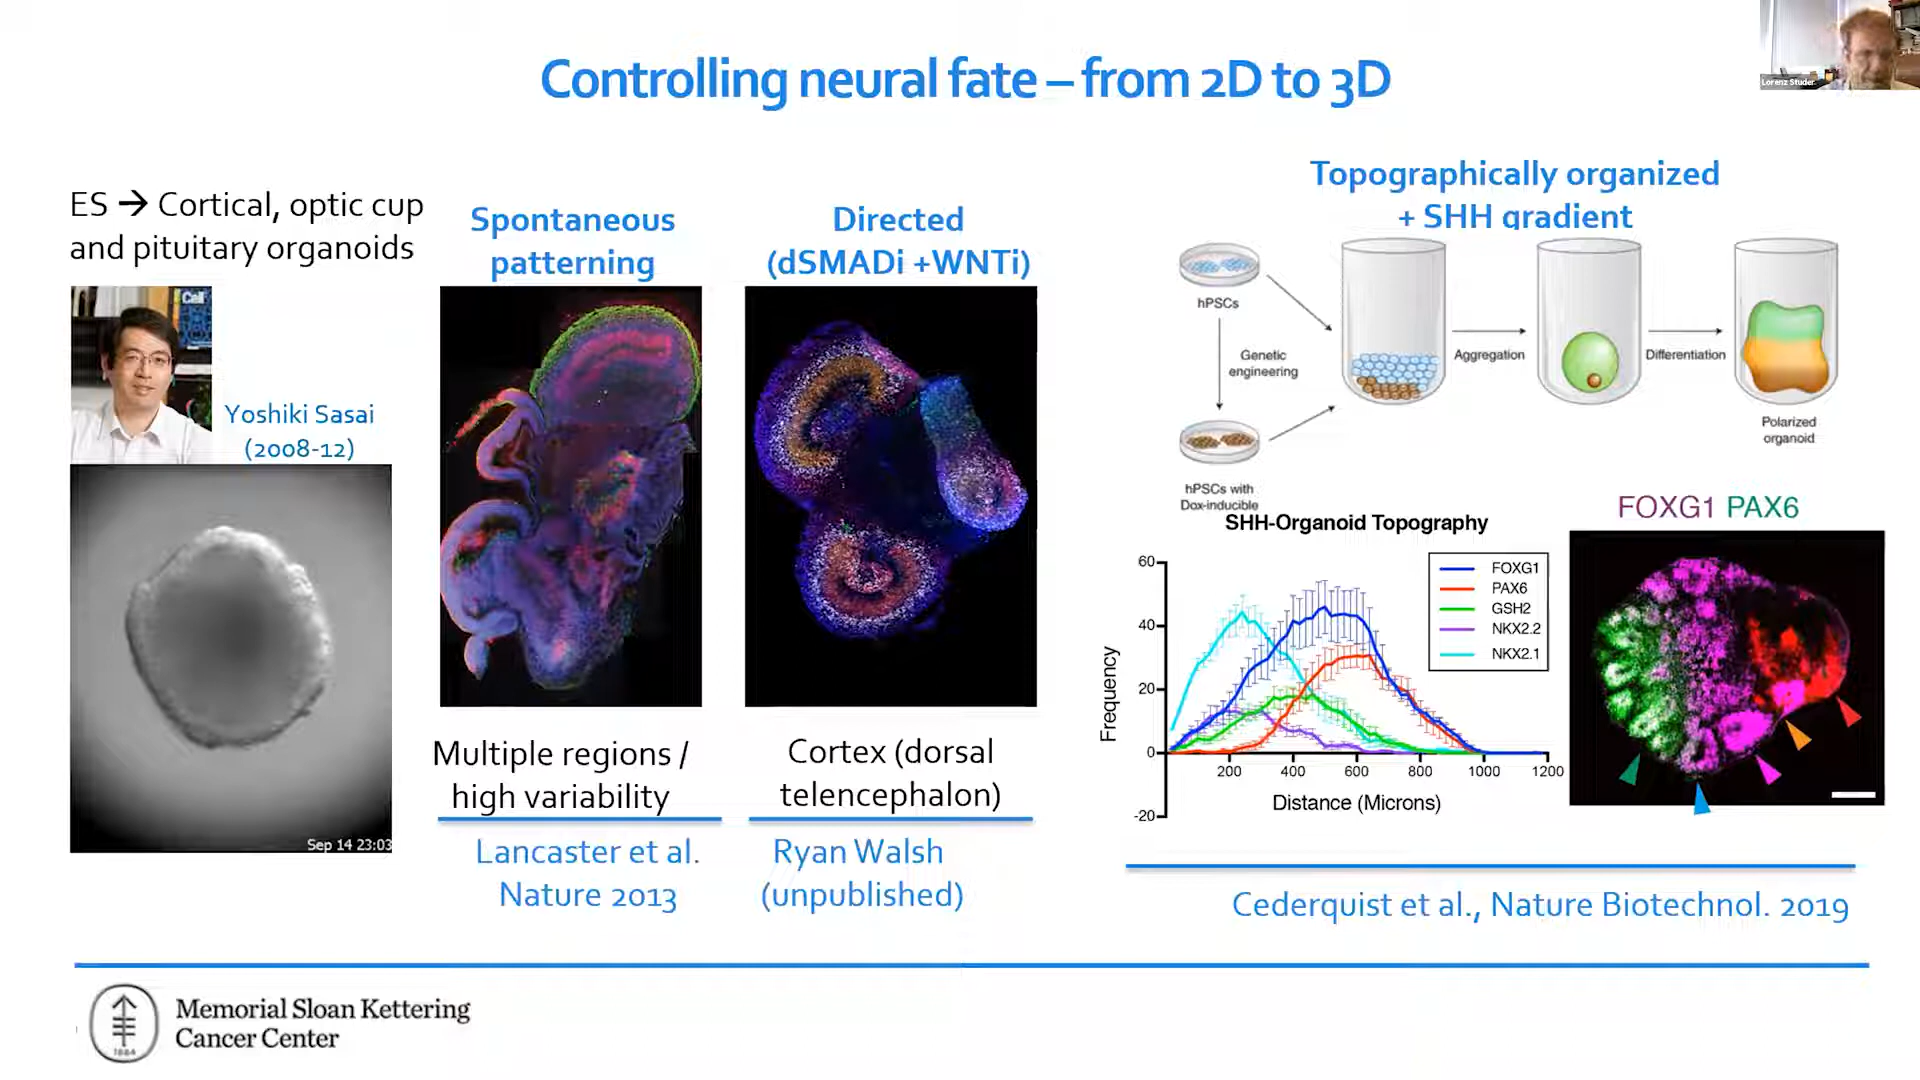 Controlling neural fate – from 2D to 3D
Lorenz Studer
ES → Cortical, optic cup
and pituitary organoids
Cell
Yoshiki Sasai
(2008-12)
Sep 14 23:03
Spontaneous
patterning
Multiple regions /
high variability
Lancaster et al.
Nature 2013
Directed
(dSMADi +WNTi)
Cortex (dorsal
telencephalon)
Ryan Walsh
(unpublished)
Topographically organized
+ SHH gradient
hPSCs
Genetic
engineering
hPSCs with
Dox-inducible
Aggregation
Differentiation
Polarized
organoid
SHH-Organoid Topography
Frequency
60
40
20
0
-20
200 400 600 800 1000 1200
Distance (Microns)
FOXG1
PAX6
GSH2
NKX2.2
NKX2.1
FOXG1 PAX6
Cederquist et al., Nature Biotechnol. 2019
1884
Memorial Sloan Kettering
Cancer Center